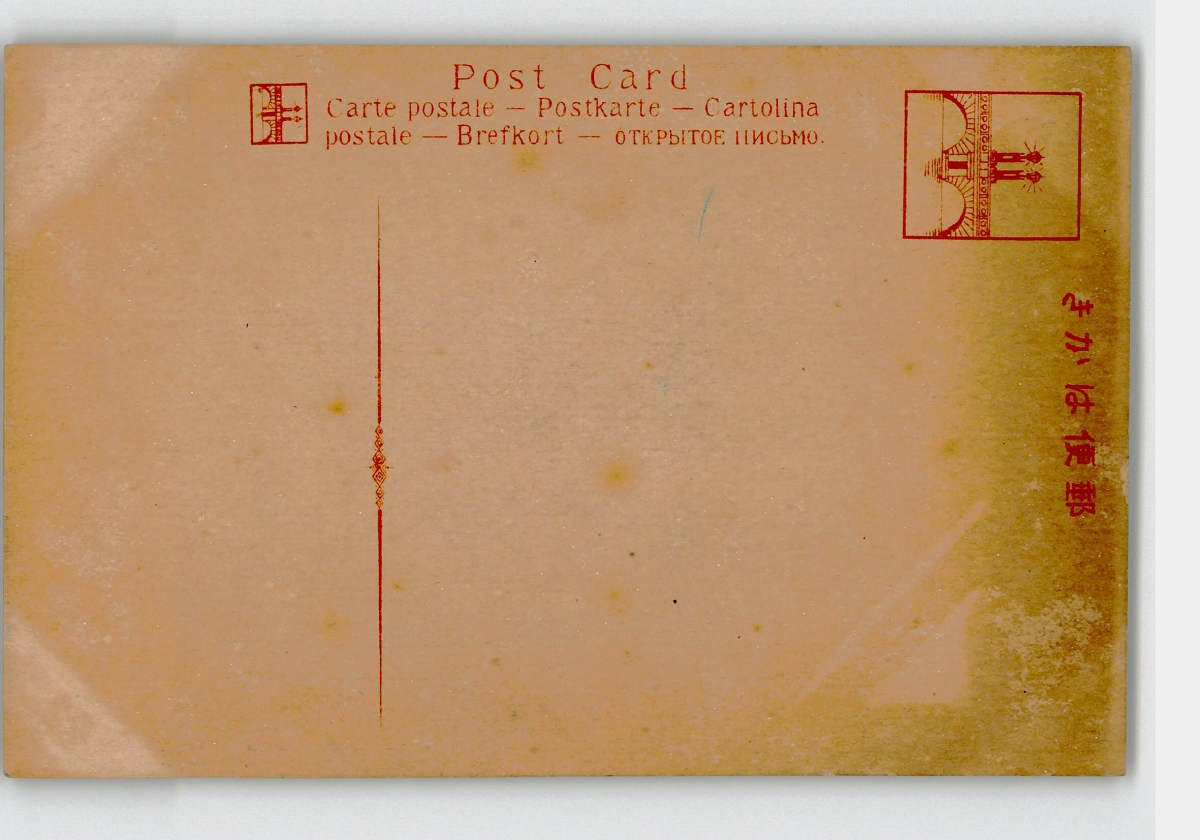 Post Card
Carte postale — Postkarte — Cartolina
postale — Brefkort — ОТКРЫТОЕ ПИСЬМО.
きかは便郵